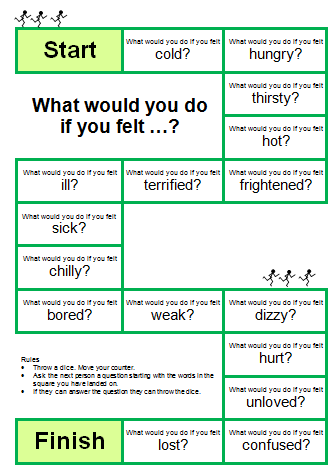 Start
What would you do if you felt
cold?
What would you do if you felt
hungry?
What would you do
if you felt …?
What would you do if you felt
thirsty?
What would you do if you felt
hot?
What would you do if you felt
ill?
What would you do if you felt
terrified?
What would you do if you felt
frightened?
What would you do if you felt
sick?
What would you do if you felt
chilly?
What would you do if you felt
bored?
What would you do if you felt
weak?
What would you do if you felt
dizzy?
What would you do if you felt
hurt?
What would you do if you felt
unloved?
Rules
• Throw a dice. Move your counter.
• Ask the next person a question starting with the words in the
square you have landed on.
• If they can answer the question they can throw the dice.
Finish
What would you do if you felt
lost?
What would you do if you felt
confused?